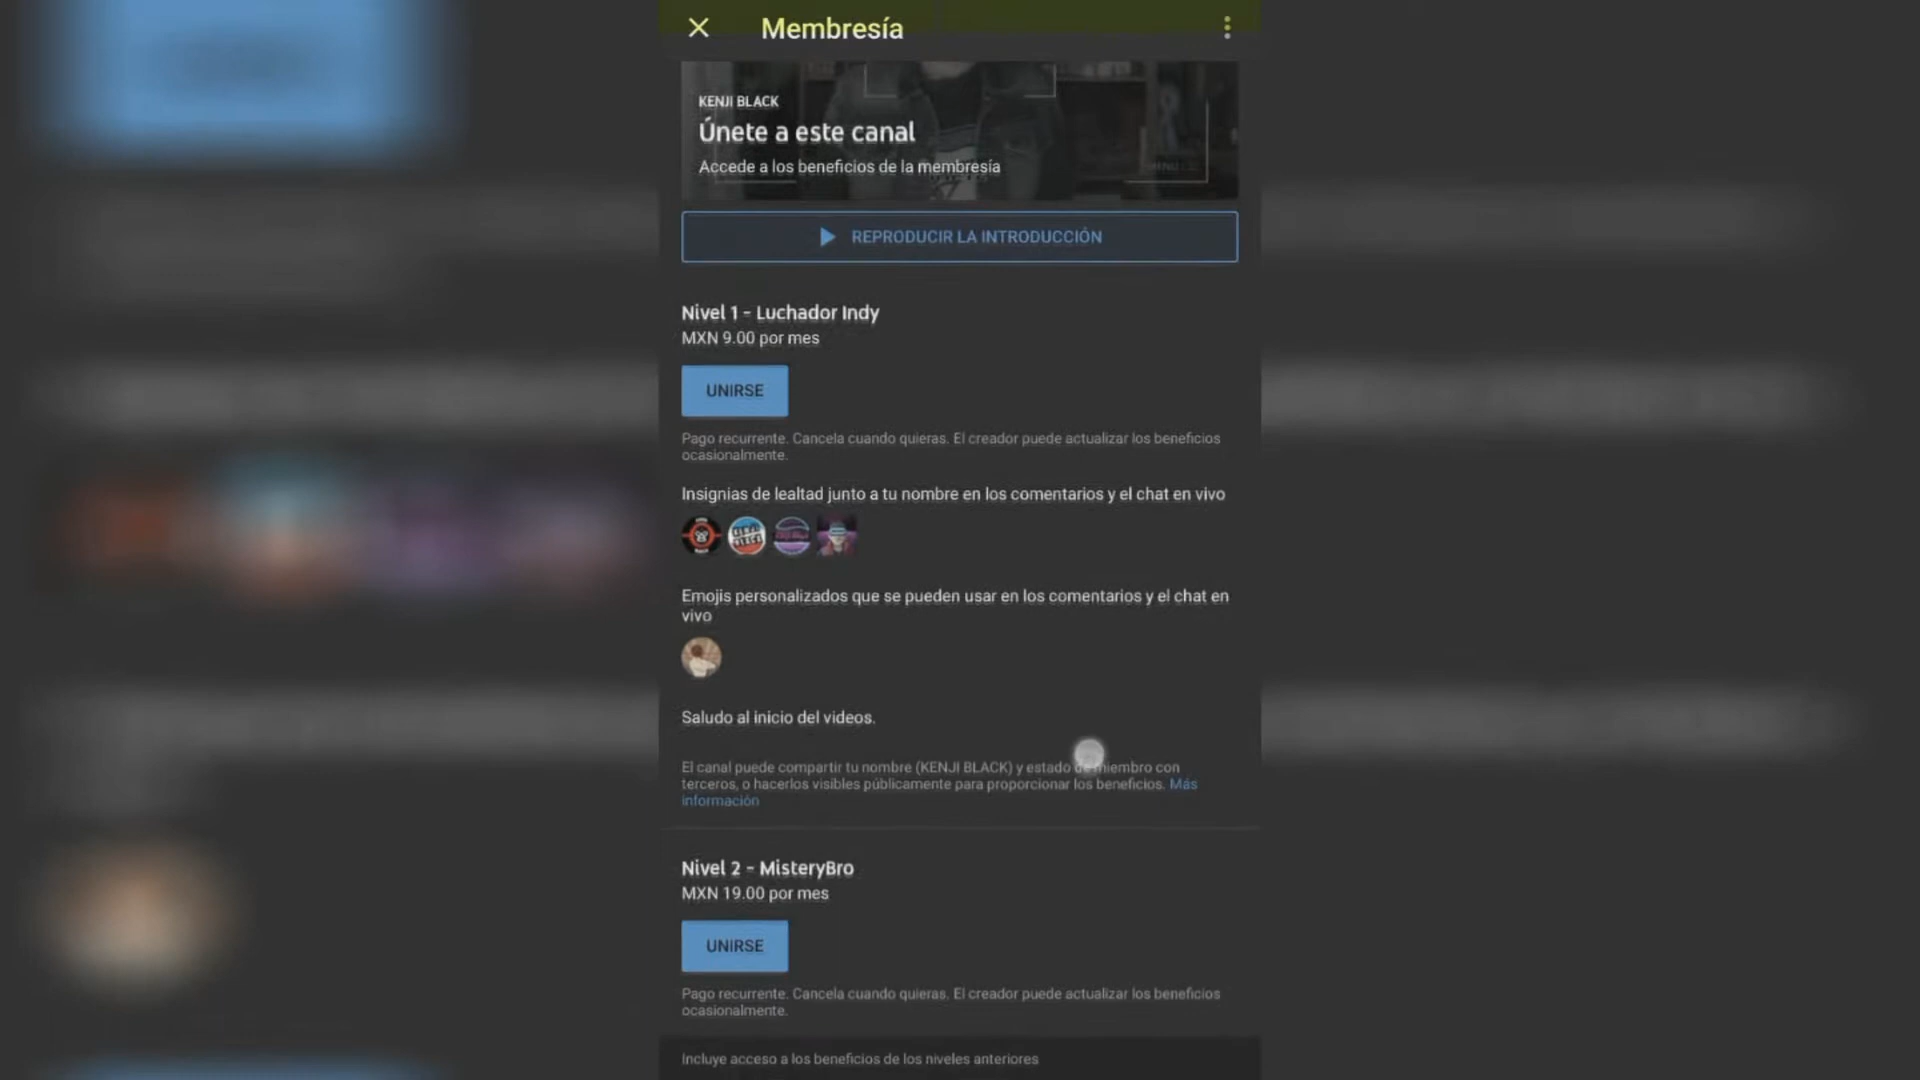 Membresía
KENJI BLACK
Únete a este canal
Accede a los beneficios de la membresía
REPRODUCIR LA INTRODUCCIÓN
Nivel 1 - Luchador Indy
MXN 9.00 por mes
UNIRSE
Pago recurrente. Cancela cuando quieras. El creador puede actualizar los beneficios
ocasionalmente.
Insignias de lealtad junto a tu nombre en los comentarios y el chat en vivo
Emojis personalizados que se pueden usar en los comentarios y el chat en
vivo
Saludo al inicio del videos.
El canal puede compartir tu nombre (KENJI BLACK) y estado de miembro con
terceros, o hacerlos visibles públicamente para proporcionar los beneficios. Más
información
Nivel 2 - MisteryBro
MXN 19.00 por mes
UNIRSE
Pago recurrente. Cancela cuando quieras. El creador puede actualizar los beneficios
ocasionalmente.
Incluye acceso a los beneficios de los niveles anteriores